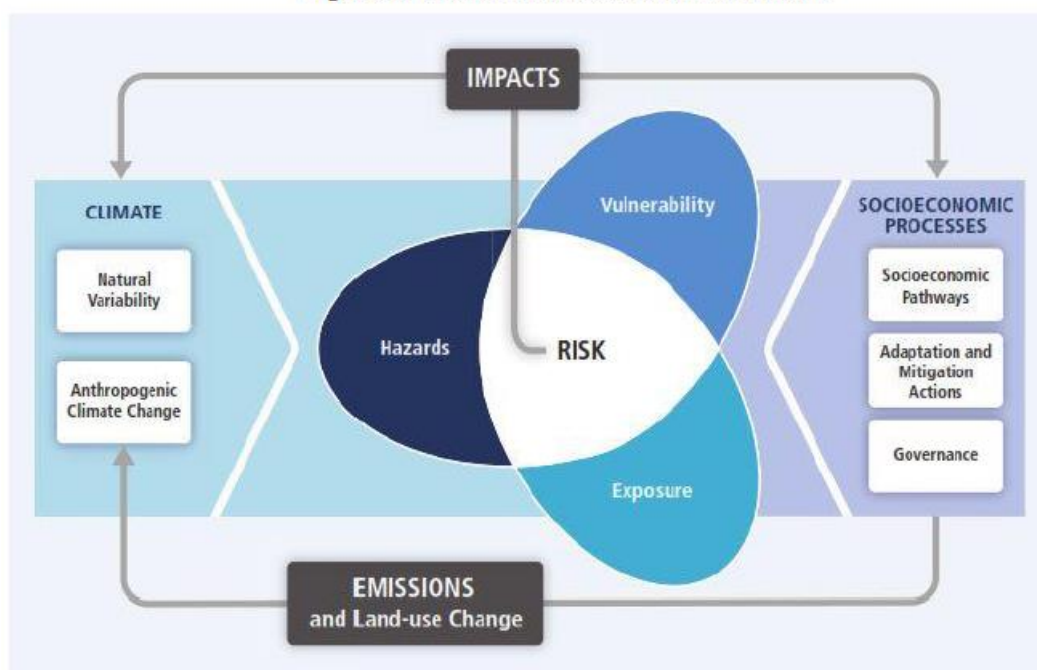 IMPACTS
CLIMATE
Natural
Variability
Anthropogenic
Climate Change
Vulnerability
Hazards
RISK
Exposure
SOCIOECONOMIC
PROCESSES
Socioeconomic
Pathways
Adaptation and
Mitigation
Actions
Governance
EMISSIONS
and Land-use Change